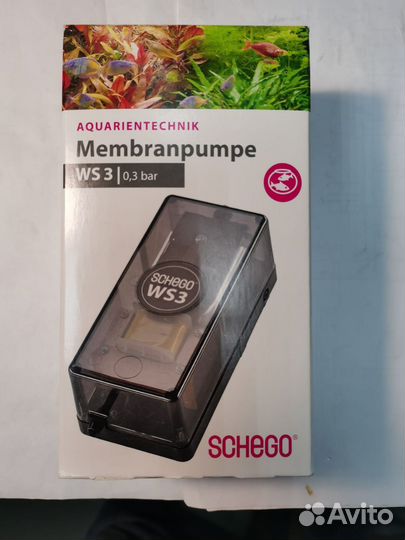 AQUARIENTECHNIK
Membranpumpe
WS 3 | 0,3 bar
SCHEGO
WS3
SCHEGO®
Avito